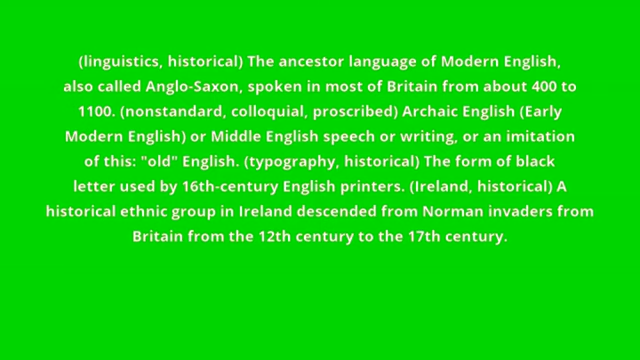 (linguistics, historical) The ancestor language of Modern English,
also called Anglo-Saxon, spoken in most of Britain from about 400 to
1100. (nonstandard, colloquial, proscribed) Archaic English (Early
Modern English) or Middle English speech or writing, or an imitation
of this: "old" English. (typography, historical) The form of black
letter used by 16th-century English printers. (Ireland, historical) A
historical ethnic group in Ireland descended from Norman invaders from
Britain from the 12th century to the 17th century.